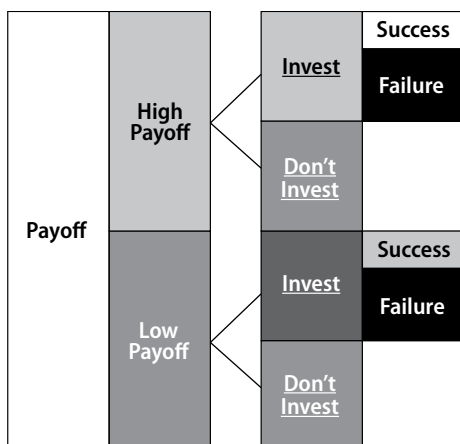 Payoff
High
Payoff
Low
Payoff
Invest
Don’t
Invest
Invest
Don’t
Invest
Success
Failure
Success
Failure